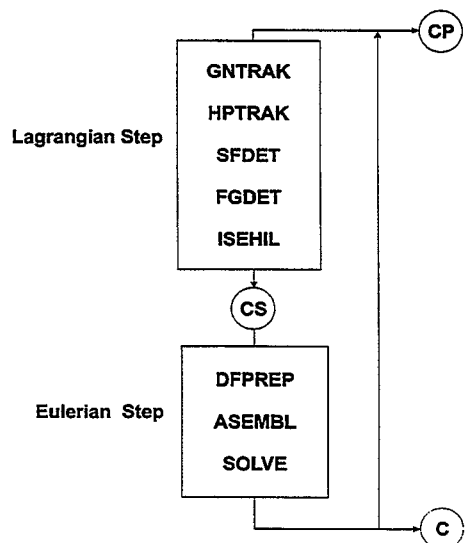 CP
GNTRAK
HPTRAK
Lagrangian Step
SFDET
FGDET
ISEHIL
CS
DFPREP
Eulerian Step
ASEMBL
SOLVE
C